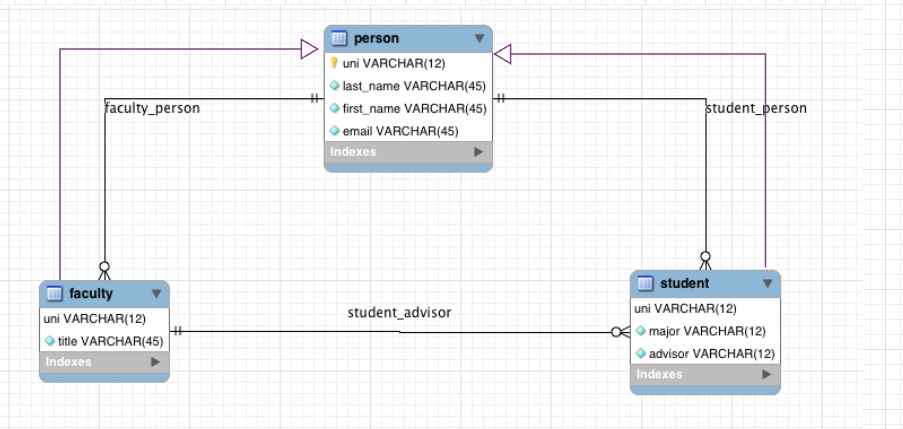 person
uni VARCHAR(12)
last_name VARCHAR(45)
first_name VARCHAR(45)
email VARCHAR(45)
Indexes
faculty_person
student_person
faculty
uni VARCHAR(12)
title VARCHAR(45)
Indexes
student_advisor
student
uni VARCHAR(12)
major VARCHAR(12)
advisor VARCHAR(12)
Indexes